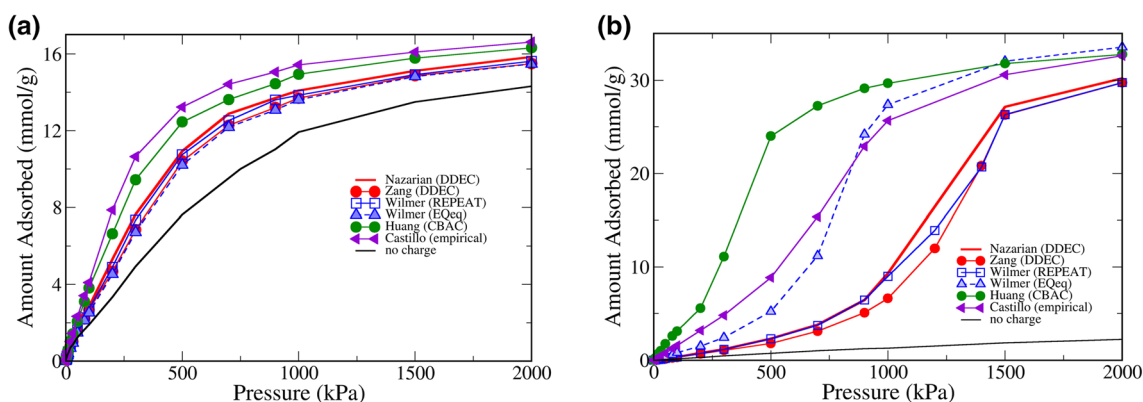 (a)
Amount Adsorbed (mmol/g)
16
12
8
4
0
0
500
1000
1500
2000
Pressure (kPa)
Nazarian (DDEC)
Zang (DDEC)
Wilmer (REPEAT)
Wilmer (EQeq)
Huang (CBAC)
Castillo (empirical)
no charge
(b)
Amount Adsorbed (mmol/g)
30
20
10
0
0
500
1000
1500
2000
Pressure (kPa)
Nazarian (DDEC)
Zang (DDEC)
Wilmer (REPEAT)
Wilmer (EQeq)
Huang (CBAC)
Castillo (empirical)
no charge